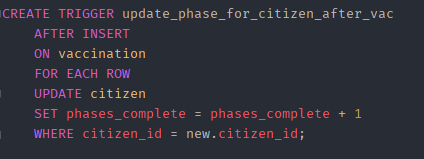 CREATE TRIGGER update_phase_for_citizen_after_vac
AFTER INSERT
ON vaccination
FOR EACH ROW
UPDATE citizen
SET phases_complete = phases_complete + 1
WHERE citizen_id = new.citizen_id;